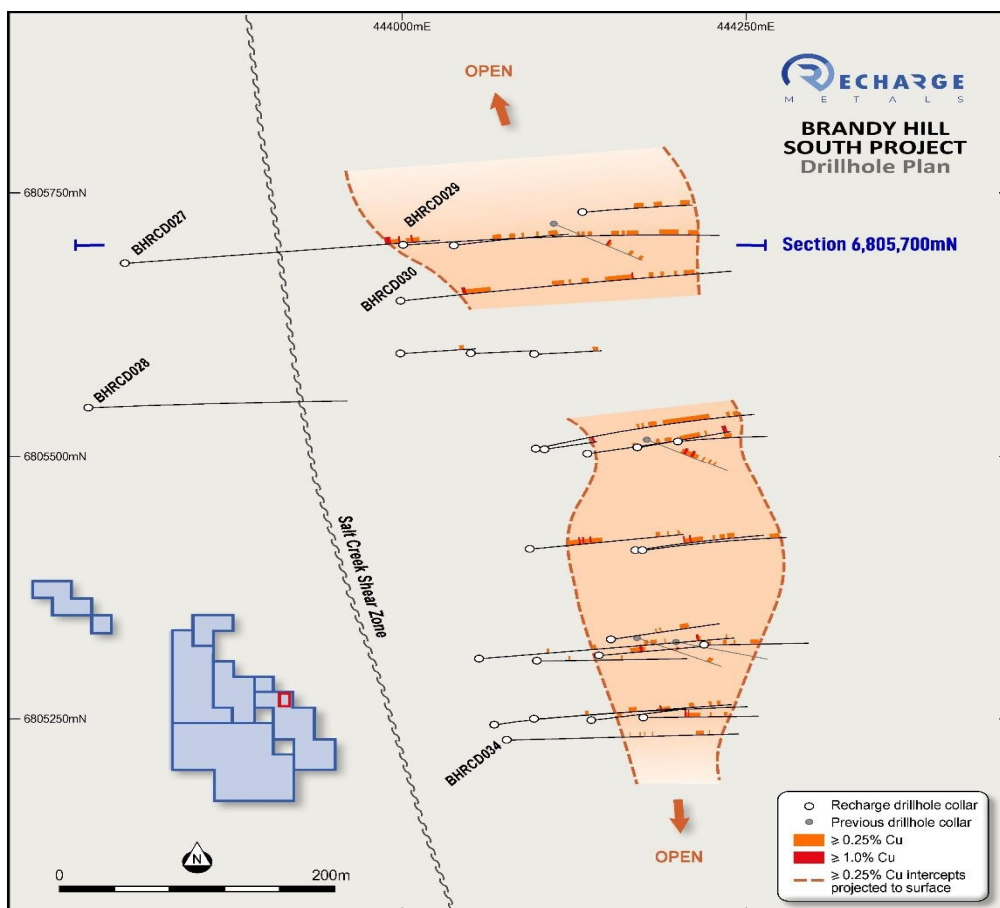 444000mE
444250mE
OPEN
RECHARGE
METALS
BRANDY HILL
SOUTH PROJECT
Drillhole Plan
6805750mN
BHRCD027
BHRCD029
Section 6,805,700mN
BHRCD030
BHRCD028
6805500mN
Salt Creek Shear Zone
6805250mN
BHRCD034
OPEN
N
0
200m
Recharge drillhole collar
Previous drillhole collar
≥ 0.25% Cu
≥ 1.0% Cu
≥ 0.25% Cu intercepts
projected to surface